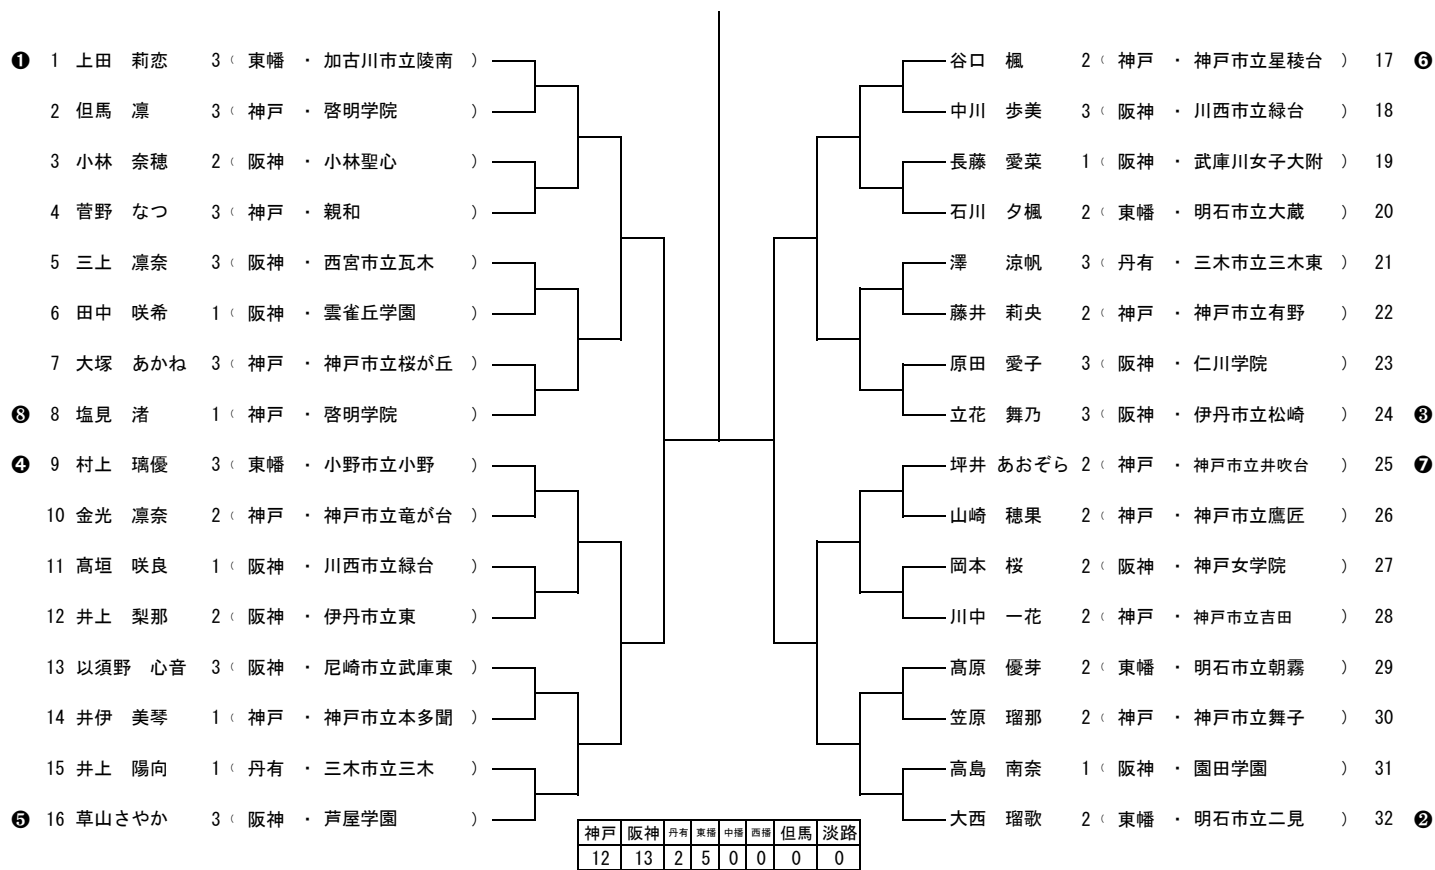 ❶ 1 上田 莉恋 3 ( 東幡 ・ 加古川市立陵南 )
2 但馬 凛 3 ( 神戸 ・ 啓明学院 )
3 小林 奈穂 2 ( 阪神 ・ 小林聖心 )
4 菅野 なつ 3 ( 神戸 ・ 親和 )
5 三上 凛奈 3 ( 阪神 ・ 西宮市立瓦木 )
6 田中 咲希 1 ( 阪神 ・ 雲雀丘学園 )
7 大塚 あかね 3 ( 神戸 ・ 神戸市立桜が丘 )
❽ 8 塩見 渚 1 ( 神戸 ・ 啓明学院 )
❹ 9 村上 璃優 3 ( 東幡 ・ 小野市立小野 )
10 金光 凛奈 2 ( 神戸 ・ 神戸市立竜が台 )
11 髙垣 咲良 1 ( 阪神 ・ 川西市立緑台 )
12 井上 梨那 2 ( 阪神 ・ 伊丹市立東 )
13 以須野 心音 3 ( 阪神 ・ 尼崎市立武庫東 )
14 井伊 美琴 1 ( 神戸 ・ 神戸市立本多聞 )
15 井上 陽向 1 ( 丹有 ・ 三木市立三木 )
❺ 16 草山さやか 3 ( 阪神 ・ 芦屋学園 )
谷口 楓 2 ( 神戸 ・ 神戸市立星稜台 ) 17 ❻
中川 歩美 3 ( 阪神 ・ 川西市立緑台 ) 18
長藤 愛菜 1 ( 阪神 ・ 武庫川女子大附 ) 19
石川 夕楓 2 ( 東幡 ・ 明石市立大蔵 ) 20
澤 涼帆 3 ( 丹有 ・ 三木市立三木東 ) 21
藤井 莉央 2 ( 神戸 ・ 神戸市立有野 ) 22
原田 愛子 3 ( 阪神 ・ 仁川学院 ) 23
立花 舞乃 3 ( 阪神 ・ 伊丹市立松崎 ) 24 ❸
坪井 あおぞら 2 ( 神戸 ・ 神戸市立井吹台 ) 25 ❼
山崎 穂果 2 ( 神戸 ・ 神戸市立鷹匠 ) 26
岡本 桜 2 ( 阪神 ・ 神戸女学院 ) 27
川中 一花 2 ( 神戸 ・ 神戸市立吉田 ) 28
髙原 優芽 2 ( 東幡 ・ 明石市立朝霧 ) 29
笠原 瑠那 2 ( 神戸 ・ 神戸市立舞子 ) 30
高島 南奈 1 ( 阪神 ・ 園田学園 ) 31
大西 瑠歌 2 ( 東幡 ・ 明石市立二見 ) 32 ❷
神戸 阪神 丹有 東播 中播 西播 但馬 淡路
12 13 2 5 0 0 0 0